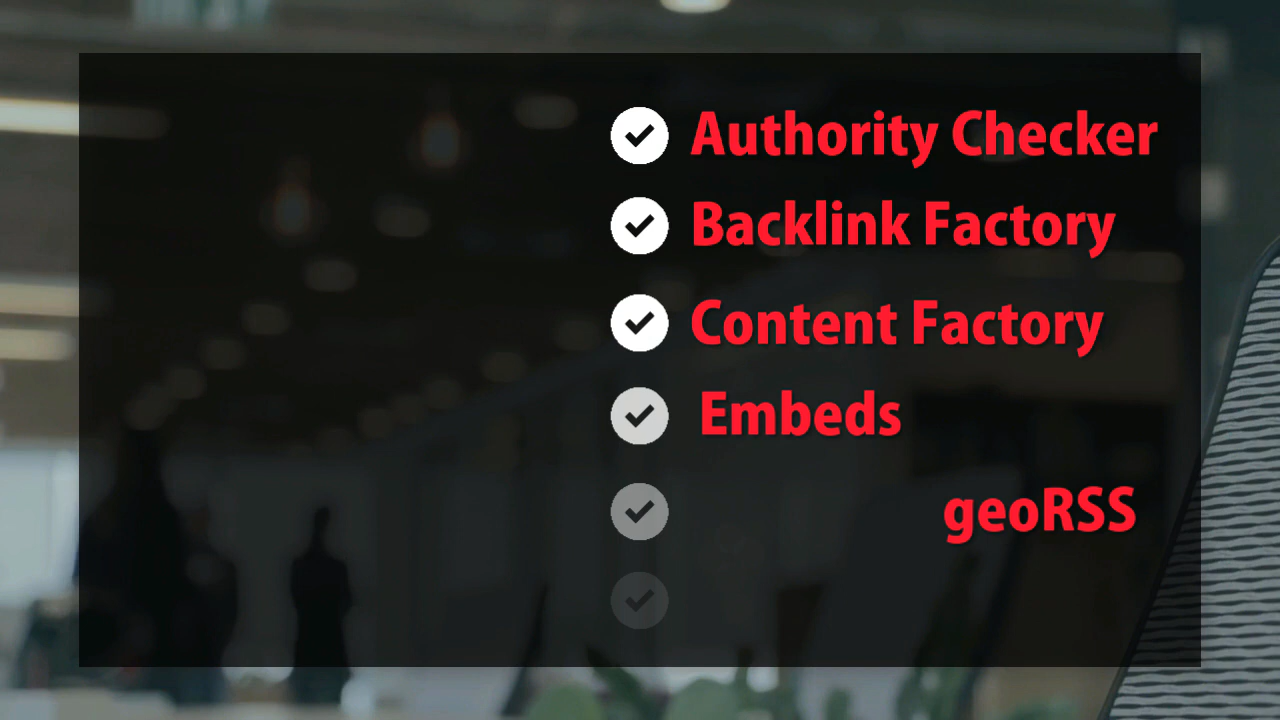 Authority Checker
Backlink Factory
Content Factory
Embeds
geoRSS